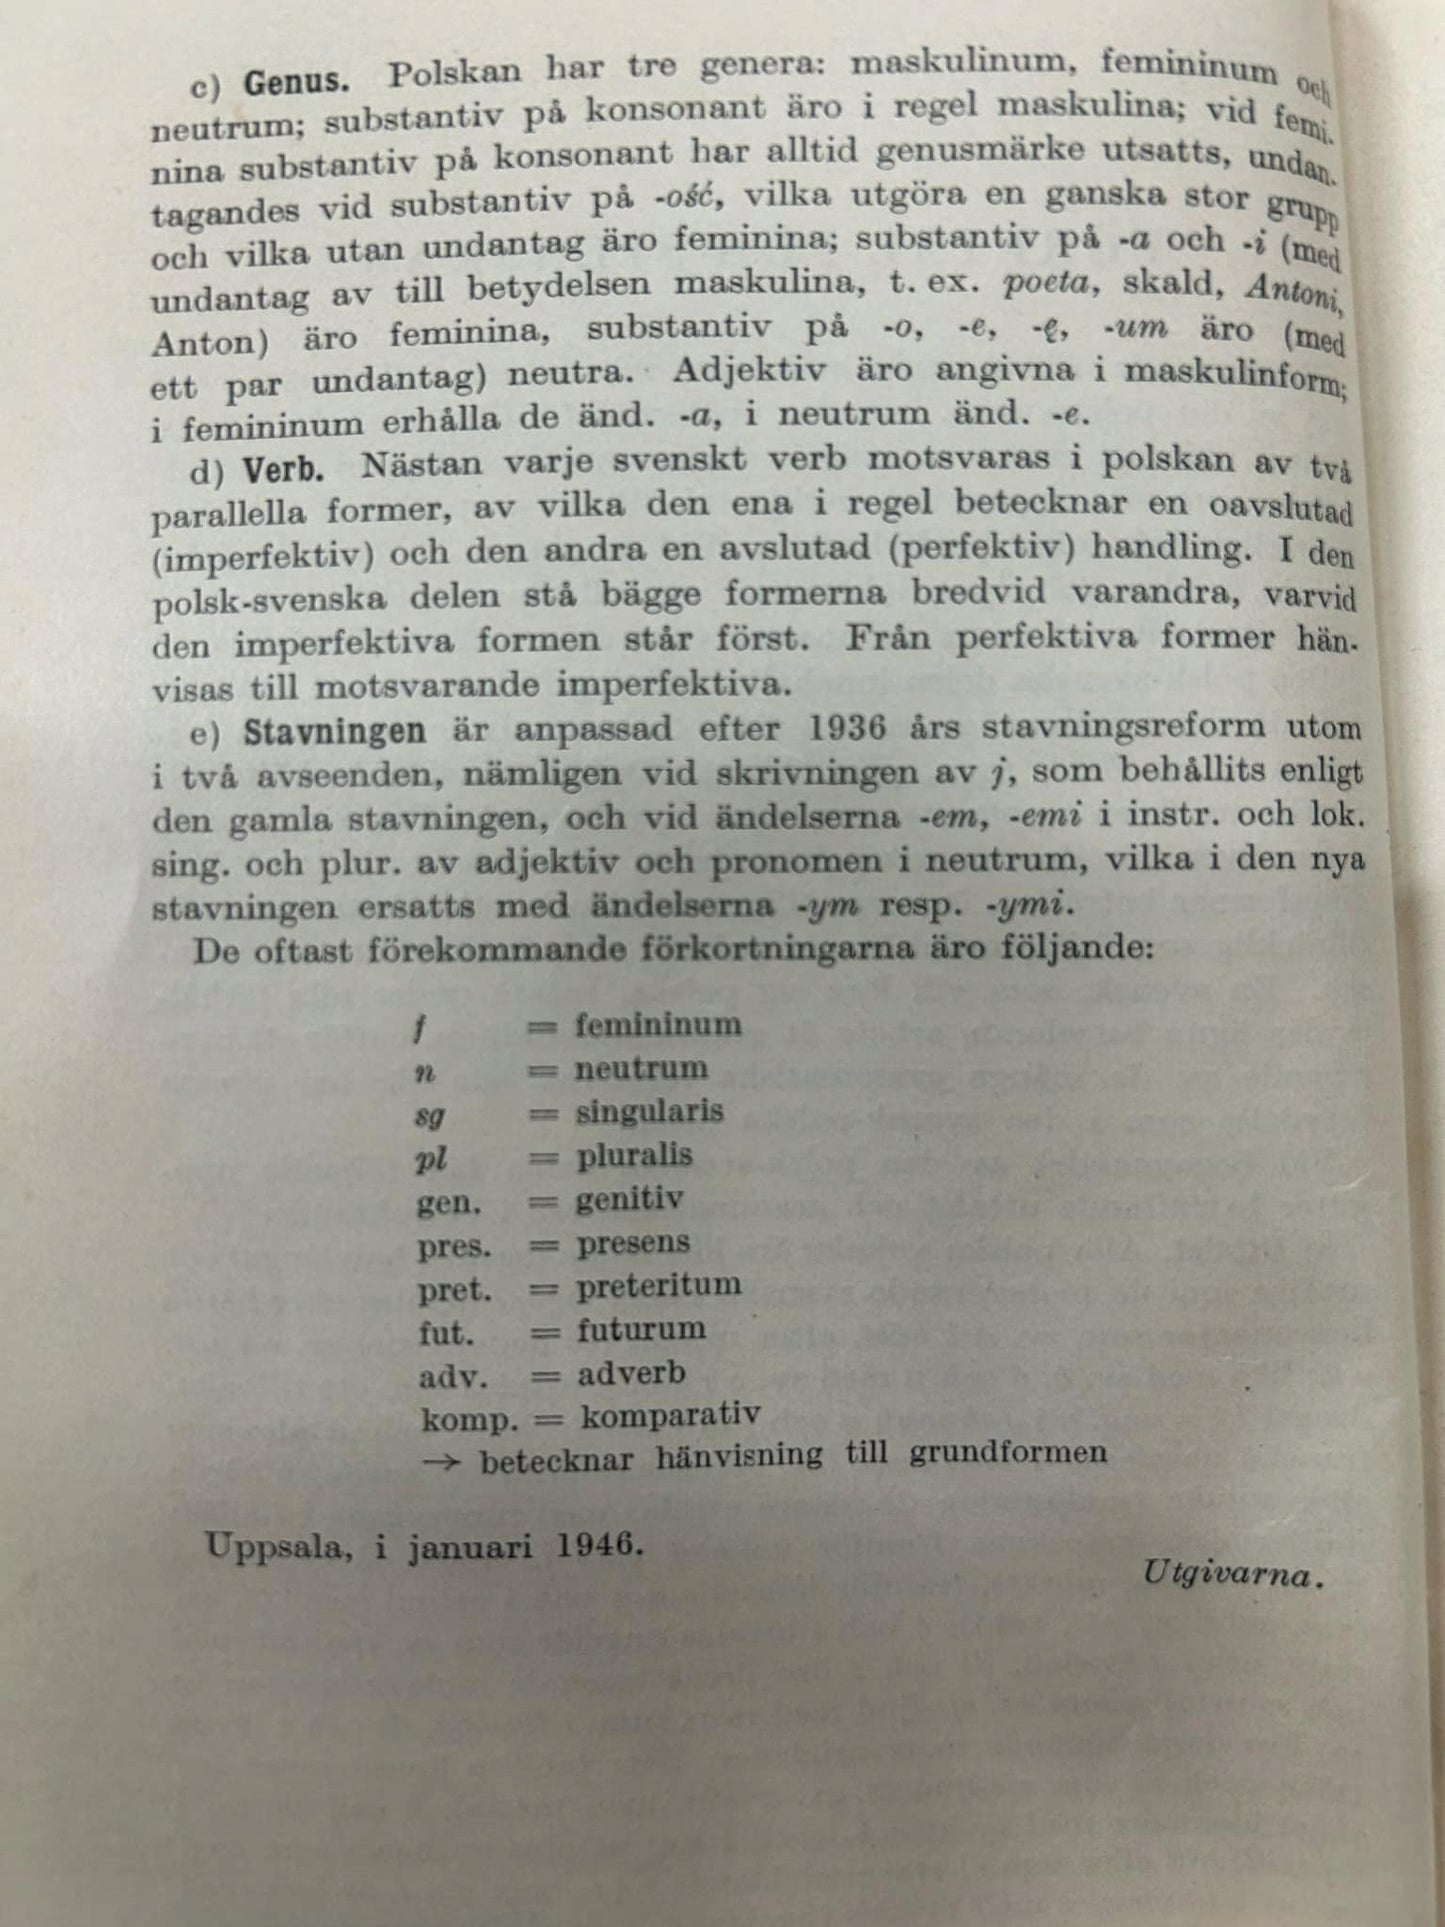 c) Genus. Polskan har tre genera: maskulinum, femininum och
neutrum; substantiv på konsonant äro i regel maskulina; vid femi-
nina substantiv på konsonant har alltid genusmärke utsatts, undan-
tagandes vid substantiv på -ość, vilka utgöra en ganska stor grupp
och vilka utan undantag äro feminina; substantiv på -a och -i (med
undantag av till betydelsen maskulina, t. ex. poeta, skald, Antoni,
Anton) äro feminina, substantiv på -o, -e, -ę, -um äro (med
ett par undantag) neutra. Adjektiv äro angivna i maskulinform;
i femininum erhålla de änd. -a, i neutrum änd. -e.
d) Verb. Nästan varje svenskt verb motsvaras i polskan av två
parallella former, av vilka den ena i regel betecknar en oavslutad
(imperfektiv) och den andra en avslutad (perfektiv) handling. I den
polsk-svenska delen stå bägge formerna bredvid varandra, varvid
den imperfektiva formen står först. Från perfektiva former hän-
visas till motsvarande imperfektiva.
e) Stavningen är anpassad efter 1936 års stavningsreform utom
i två avseenden, nämligen vid skrivningen av j, som behållits enligt
den gamla stavningen, och vid ändelserna -em, -emi i instr. och lok.
sing. och plur. av adjektiv och pronomen i neutrum, vilka i den nya
stavningen ersatts med ändelserna -ym resp. -ymi.
De oftast förekommande förkortningarna äro följande:
f = femininum
n = neutrum
sg = singularis
pl = pluralis
gen. = genitiv
pres. = presens
pret. = preteritum
fut. = futurum
adv. = adverb
komp. = komparativ
→ betecknar hänvisning till grundformen
Uppsala, i januari 1946.
Utgivarna.